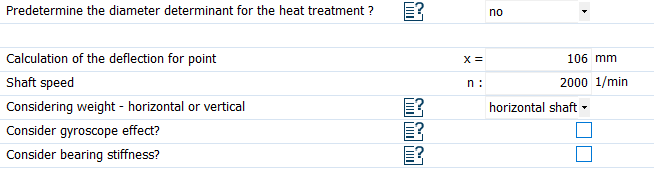 Predetermine the diameter determinant for the heat treatment ? no
Calculation of the deflection for point x = 106 mm
Shaft speed n : 2000 1/min
Considering weight - horizontal or vertical horizontal shaft
Consider gyroscope effect?
Consider bearing stiffness?